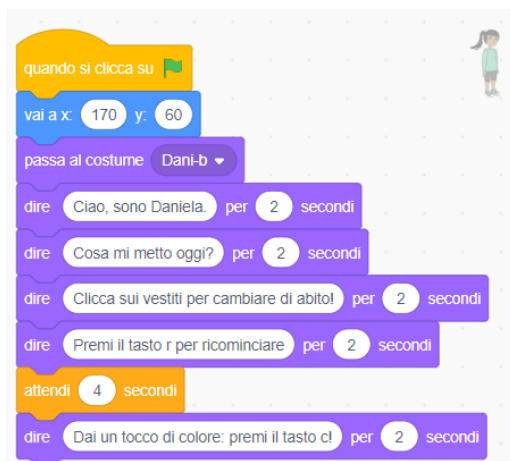 quando si clicca su
vai a x: 170 y: 60
passa al costume Dani-b
dire Ciao, sono Daniela. per 2 secondi
dire Cosa mi metto oggi? per 2 secondi
dire Clicca sui vestiti per cambiare di abito! per 2 secondi
dire Premi il tasto r per ricominciare per 2 secondi
attendi 4 secondi
dire Dai un tocco di colore: premi il tasto c! per 2 secondi